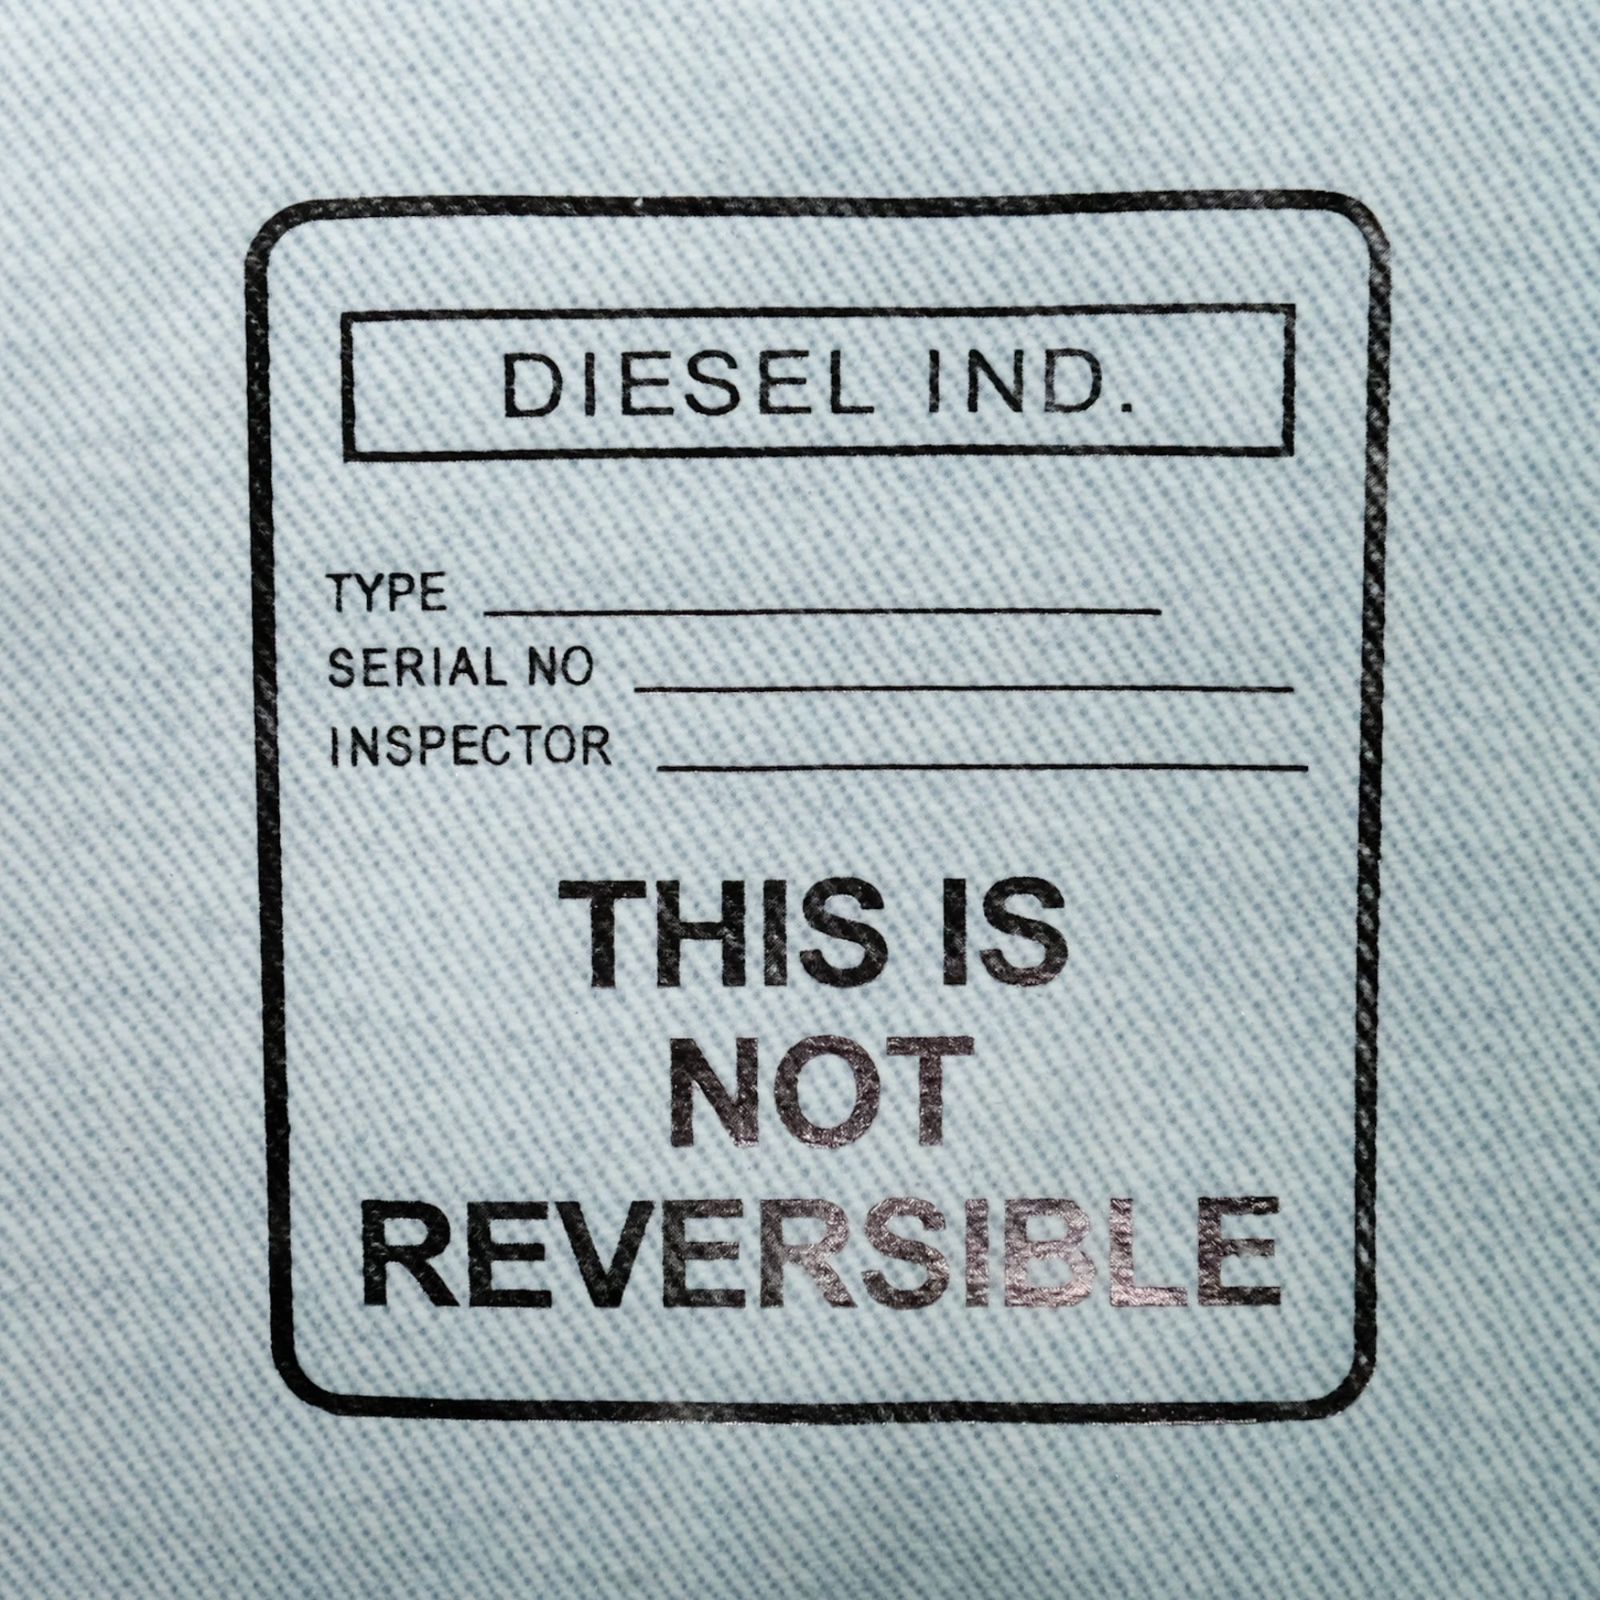 DIESEL IND.
TYPE
SERIAL NO
INSPECTOR
THIS IS
NOT
REVERSIBLE